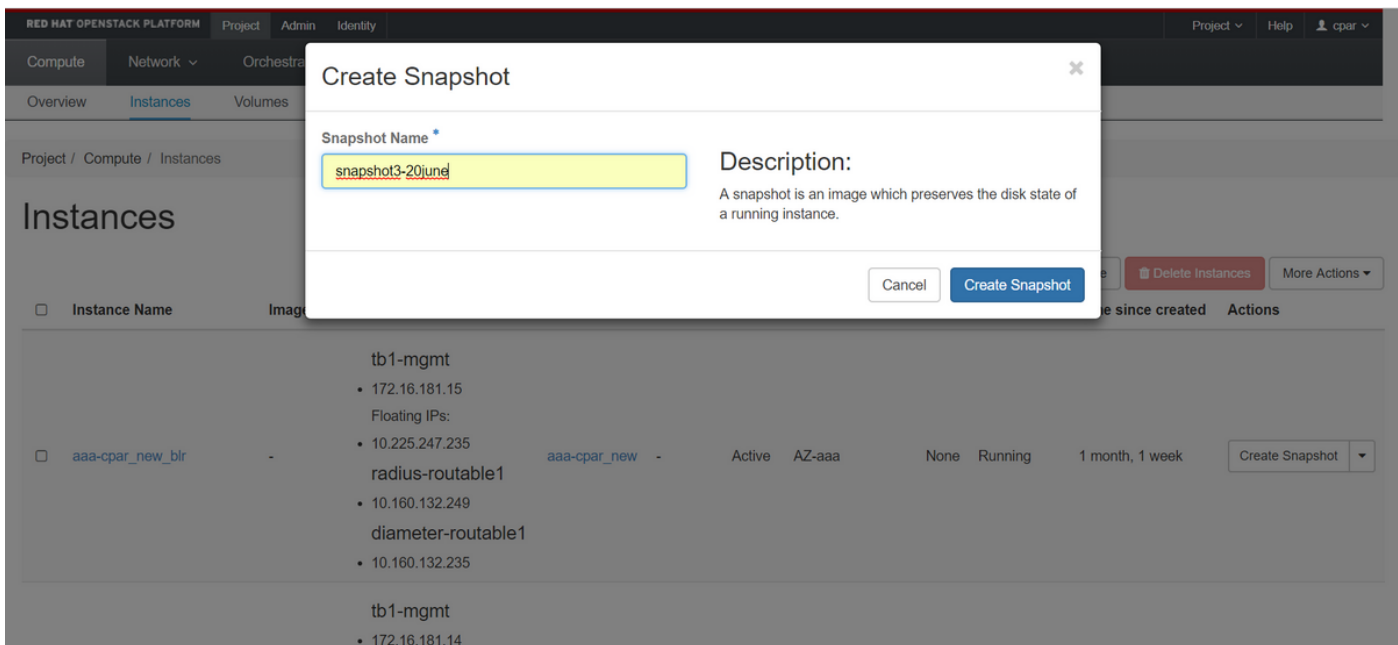 RED HAT OPENSTACK PLATFORM Project Admin Identity Project Help cpar
Compute Network Orchestra
Overview Instances Volumes
Create Snapshot
×
Snapshot Name *
snapshot3-20june
Description:
A snapshot is an image which preserves the disk state of
a running instance.
Cancel Create Snapshot
Project / Compute / Instances
Instances
Delete Instances More Actions
Instance Name Image e since created Actions
tb1-mgmt
• 172.16.181.15
Floating IPs:
• 10.225.247.235
radius-routable1
• 10.160.132.249
diameter-routable1
• 10.160.132.235
aaa-cpar_new_blr - aaa-cpar_new - Active AZ-aaa None Running 1 month, 1 week Create Snapshot
tb1-mgmt
• 172.16.181.14